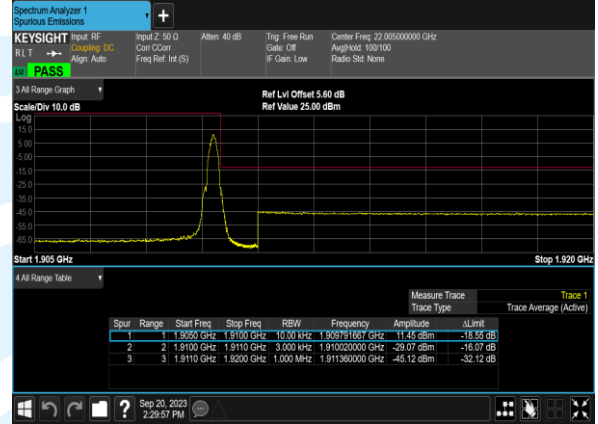 Spectrum Analyzer 1
Spurious Emissions
KEYSIGHT
RLT
LW PASS
Input: RF
Coupling: DC
Align: Auto
Input Z: 50 Ω
Corr CCorr
Freq Ref: Int (S)
Atten: 40 dB
Trig: Free Run
Gate: Off
IF Gain: Low
Center Freq: 22.005000000 GHz
Avg|Hold: 100/100
Radio Std: None
3 All Range Graph
Scale/Div 10.0 dB
Ref Lvl Offset 5.60 dB
Ref Value 25.00 dBm
Log
15.0
5.00
-5.00
-15.0
-25.0
-35.0
-45.0
-55.0
-65.0
Start 1.905 GHz
Stop 1.920 GHz
4 All Range Table
Measure Trace Trace 1
Trace Type Trace Average (Active)
Spur Range Start Freq Stop Freq RBW Frequency Amplitude ΔLimit
1 1 1.9050 GHz 1.9100 GHz 10.00 kHz 1.909791667 GHz 11.45 dBm -18.55 dB
2 2 1.9100 GHz 1.9110 GHz 3.000 kHz 1.910020000 GHz -29.07 dBm -16.07 dB
3 3 1.9110 GHz 1.9200 GHz 1.000 MHz 1.911360000 GHz -45.12 dBm -32.12 dB
Sep 20, 2023
2:29:57 PM